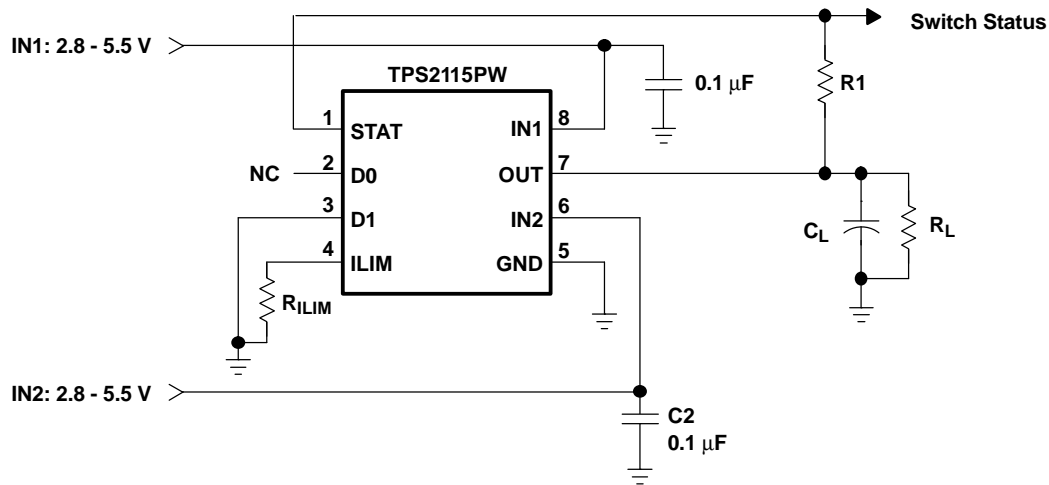 Switch Status
IN1: 2.8 - 5.5 V
TPS2115PW
0.1 μF
R1
1
STAT
IN1
8
NC
2
D0
OUT
7
3
D1
IN2
6
4
ILIM
GND
5
CL
RL
RILIM
IN2: 2.8 - 5.5 V
C2
0.1 μF